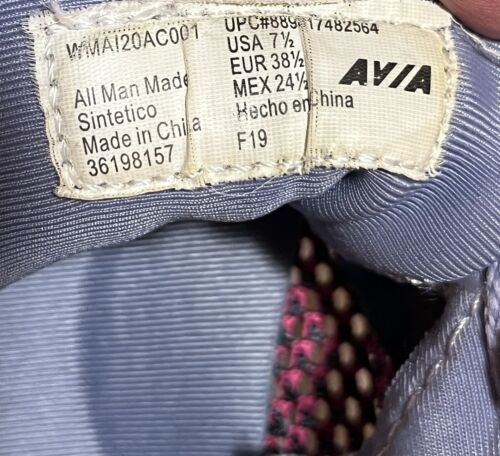 WMAI20AC001
All Man Made
Sintetico
Made in China
36198157
USA 7½
EUR 38½
MEX 24½
Hecho en China
F19
AVIA